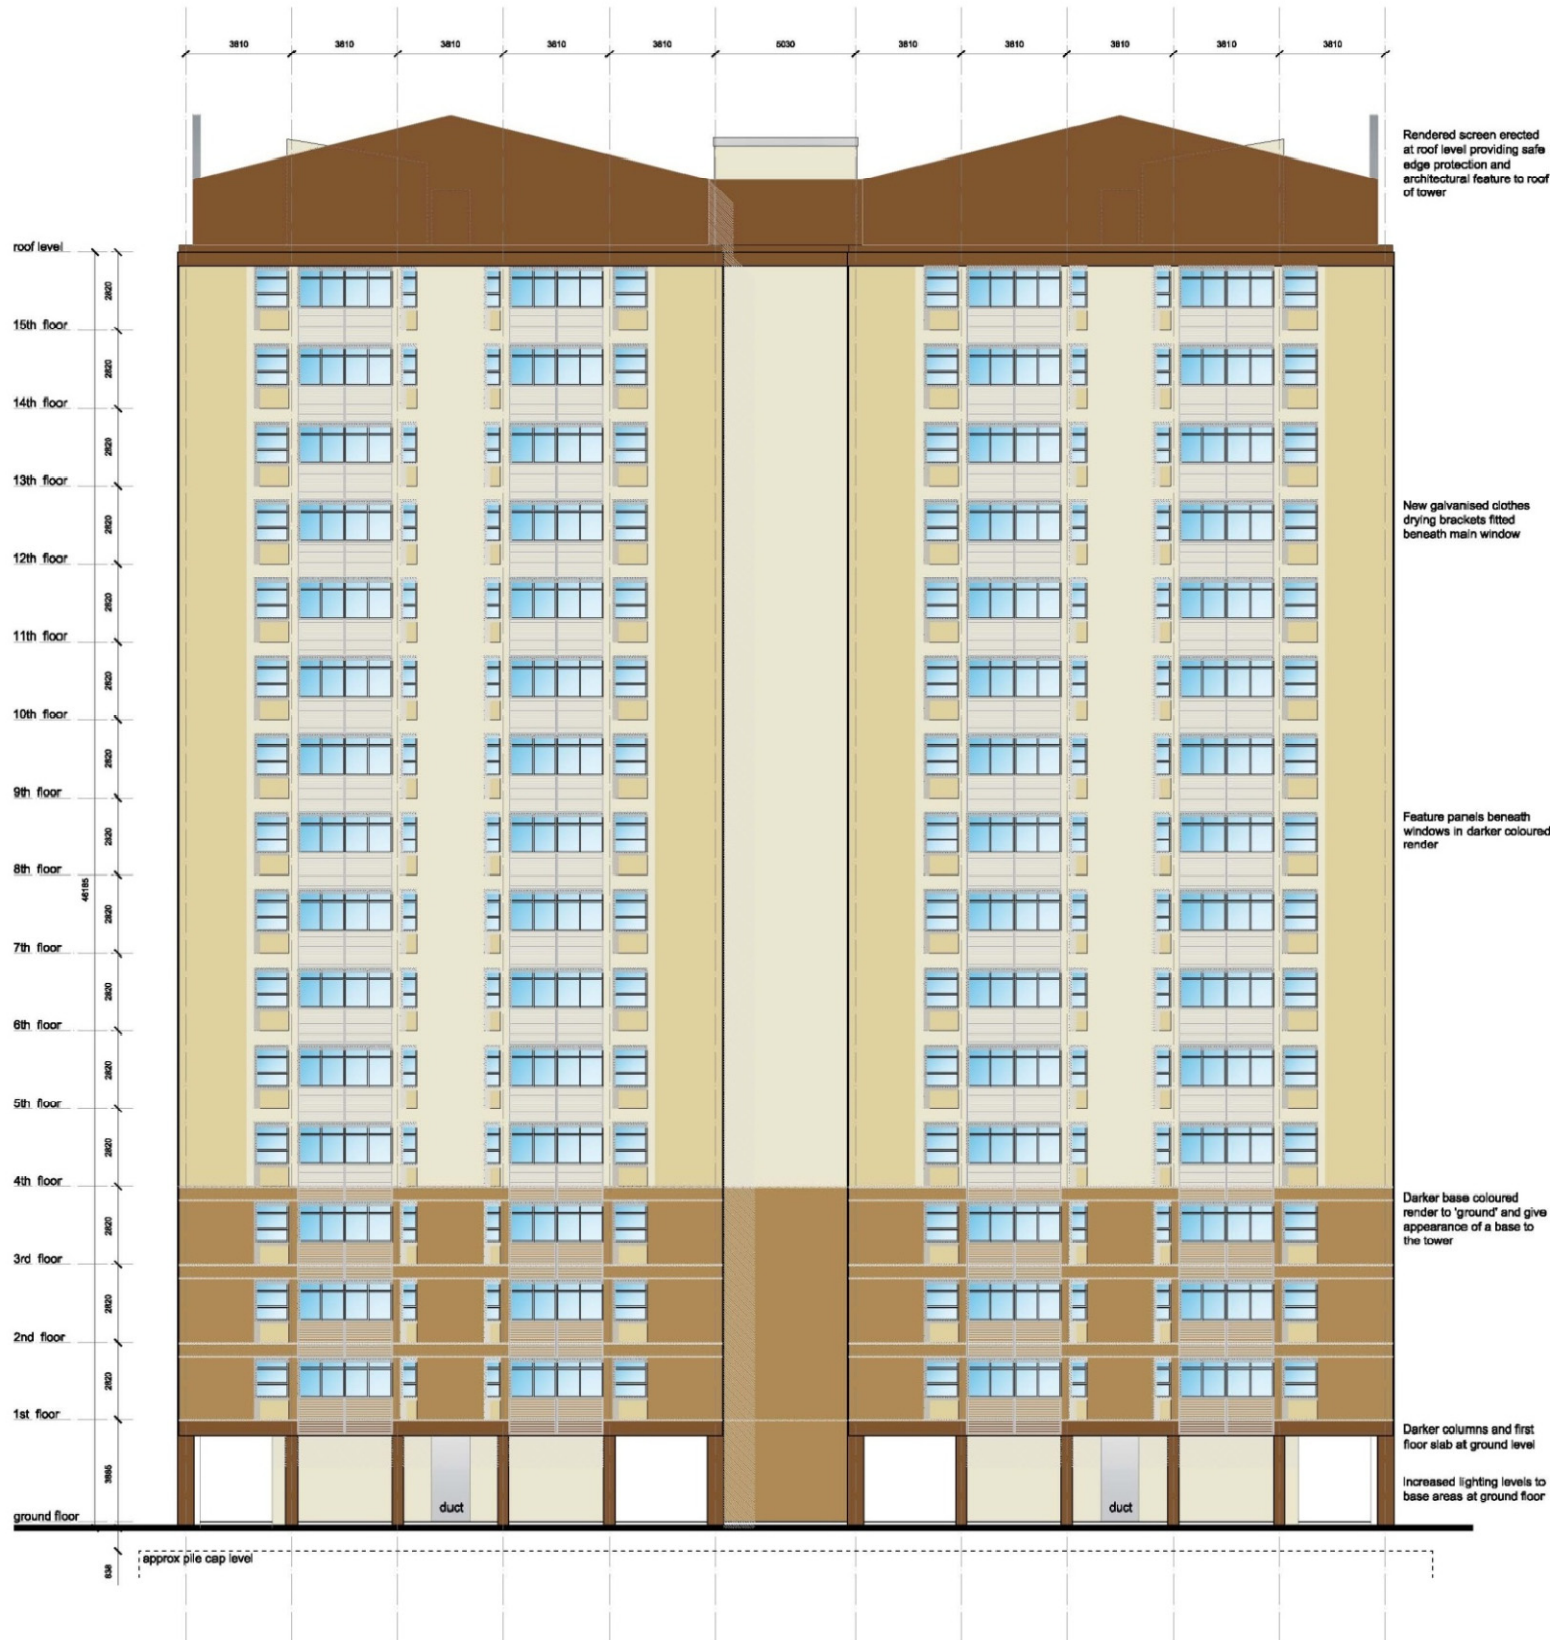 3810 3810 3810 3810 3810 5030 3810 3810 3810 3810 3810
Rendered screen erected
at roof level providing safe
edge protection and
architectural feature to roof
of tower
roof level
2820
15th floor
2820
14th floor
2820
13th floor
2820
New galvanised clothes
drying brackets fitted
beneath main window
12th floor
2820
11th floor
2820
10th floor
2820
9th floor
2820
Feature panels beneath
windows in darker coloured
render
8th floor
46185
2820
7th floor
2820
6th floor
2820
5th floor
2820
4th floor
2820
Darker base coloured
render to 'ground' and give
appearance of a base to
the tower
3rd floor
2820
2nd floor
2820
1st floor
Darker columns and first
floor slab at ground level
3885
Increased lighting levels to
base areas at ground floor
duct duct
ground floor
approx pile cap level
638